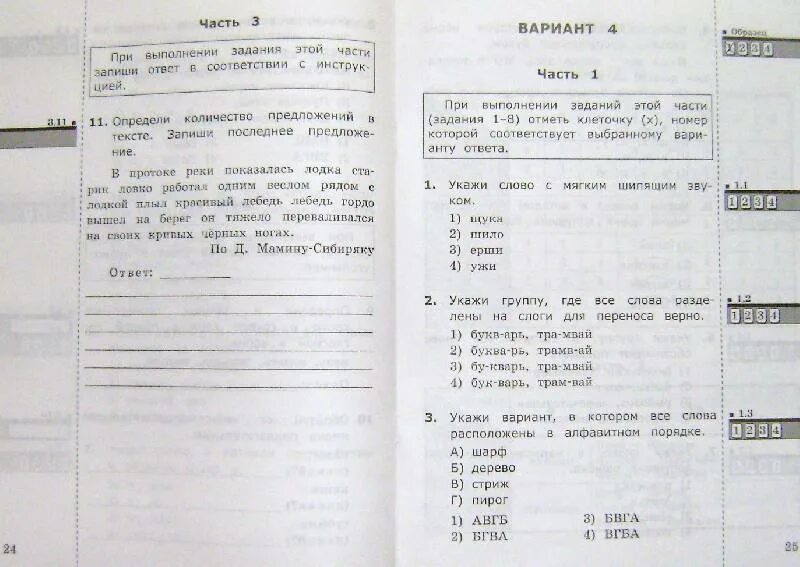 Часть 3
При выполнении задания этой части
запиши ответ в соответствии с инструк-
цией.
3.11
11. Определи количество предложений в
тексте. Запиши последнее предложе-
ние.
В протоке реки показалась лодка ста-
рик ловко работал одним веслом рядом с
лодкой плыл красивый лебедь лебедь гордо
вышел на берег он тяжело переваливался
на своих кривых чёрных ногах.
По Д. Мамину-Сибиряку
Ответ:
24
ВАРИАНТ 4
Часть 1
Образец
X 2 3 4
При выполнении заданий этой части
(задания 1–8) отметь клеточку (х), номер
которой соответствует выбранному вари-
анту ответа.
1. Укажи слово с мягким шипящим зву-
ком.
1) щука
2) шило
3) ерши
4) ужи
1.1
1 2 3 4
2. Укажи группу, где все слова разде-
лены на слоги для переноса верно.
1) букв-арь, тра-мвай
2) буква-рь, трамв-ай
3) бу-кварь, тра-мвай
4) бук-варь, трам-вай
1.2
1 2 3 4
3. Укажи вариант, в котором все слова
расположены в алфавитном порядке.
А) шарф
Б) дерево
В) стриж
Г) пирог
1) АВГБ 3) БВГА
2) БГВА 4) ВГБА
1.3
1 2 3 4
25